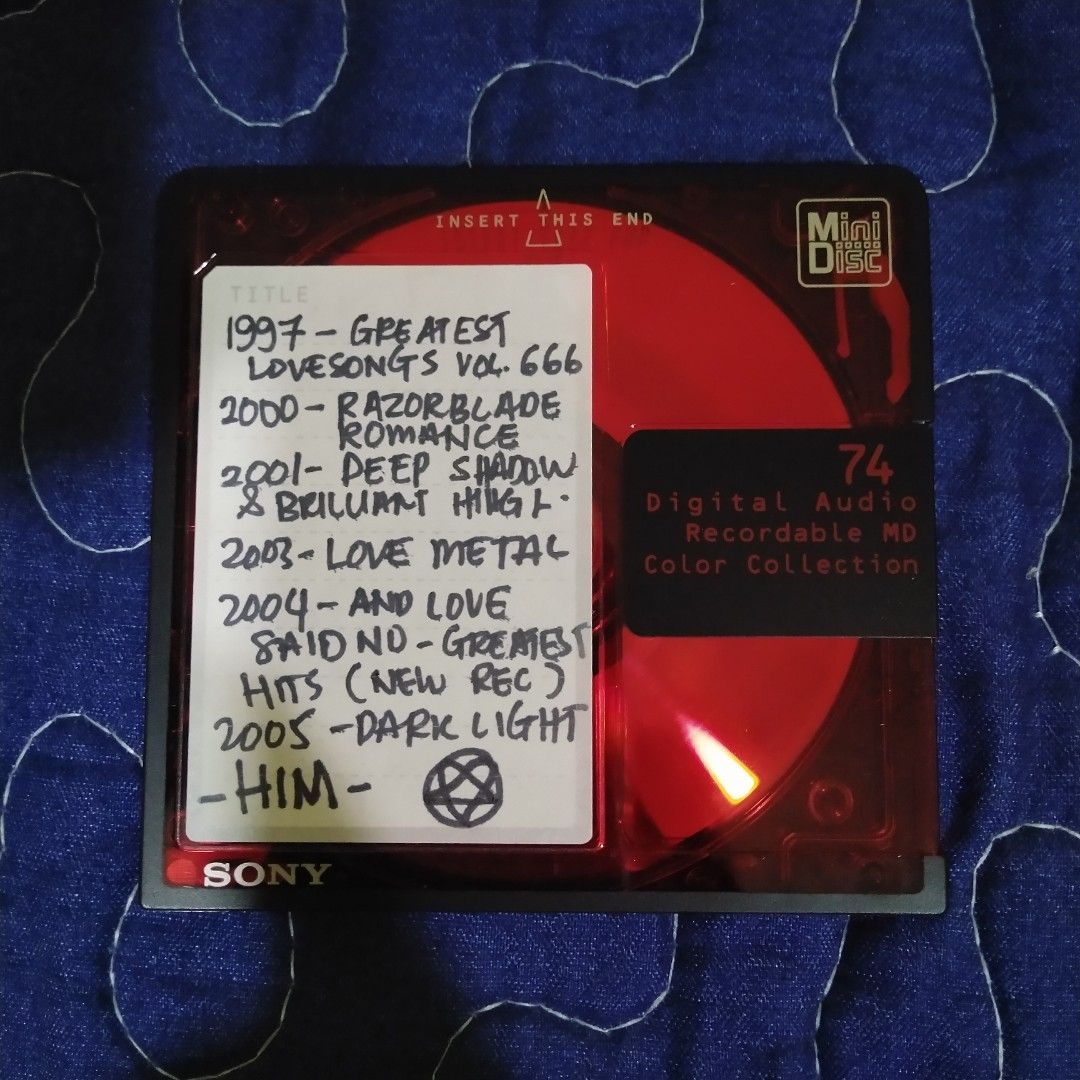 INSERT THIS END
Mini
Disc
TITLE
1997 - GREATEST
LOVESONGS VOL. 666
2000 - RAZORBLADE
ROMANCE
2001 - DEEP SHADOW
& BRILLIANT
2003 - LOVE METAL
2004 - AND LOVE
SAID NO - GREATEST
HITS (NEW REC)
2005 - DARK LIGHT
- HIM -
74
Digital Audio
Recordable MD
Color Collection
SONY